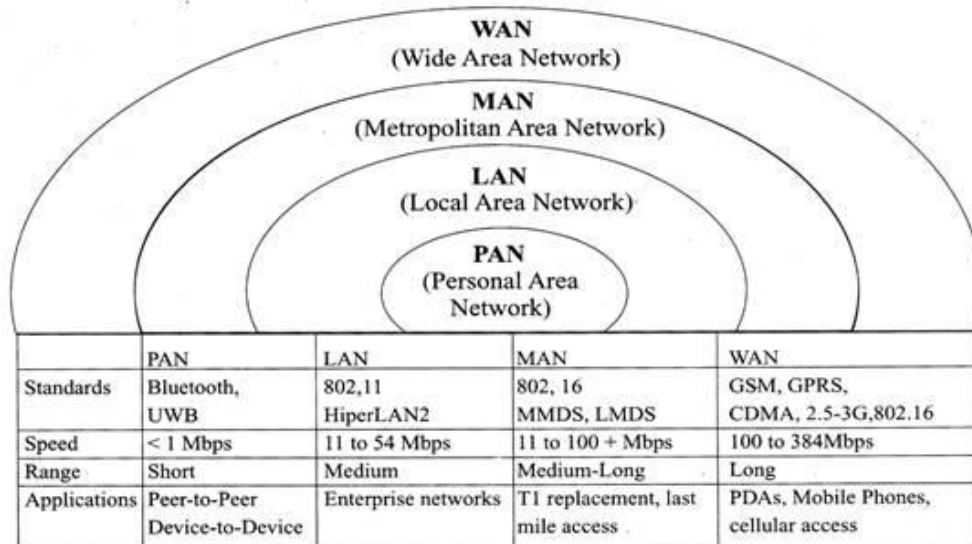 WAN
(Wide Area Network)
MAN
(Metropolitan Area Network)
LAN
(Local Area Network)
PAN
(Personal Area
Network)
PAN LAN MAN WAN
Standards Bluetooth, 802,11 802, 16 GSM, GPRS,
UWB HiperLAN2 MMDS, LMDS CDMA, 2.5-3G,802.16
Speed < 1 Mbps 11 to 54 Mbps 11 to 100 + Mbps 100 to 384Mbps
Range Short Medium Medium-Long Long
Applications Peer-to-Peer Enterprise networks T1 replacement, last PDAs, Mobile Phones,
Device-to-Device mile access cellular access